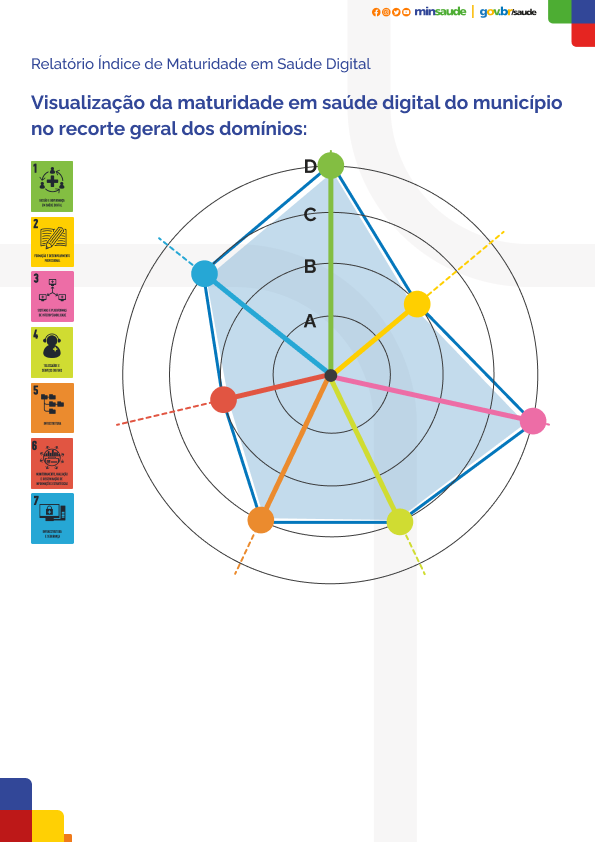 minsaude gov.br/saude
Relatório Índice de Maturidade em Saúde Digital
Visualização da maturidade em saúde digital do município
no recorte geral dos domínios:
D
C
B
A
1
2
3
4
5
6
7